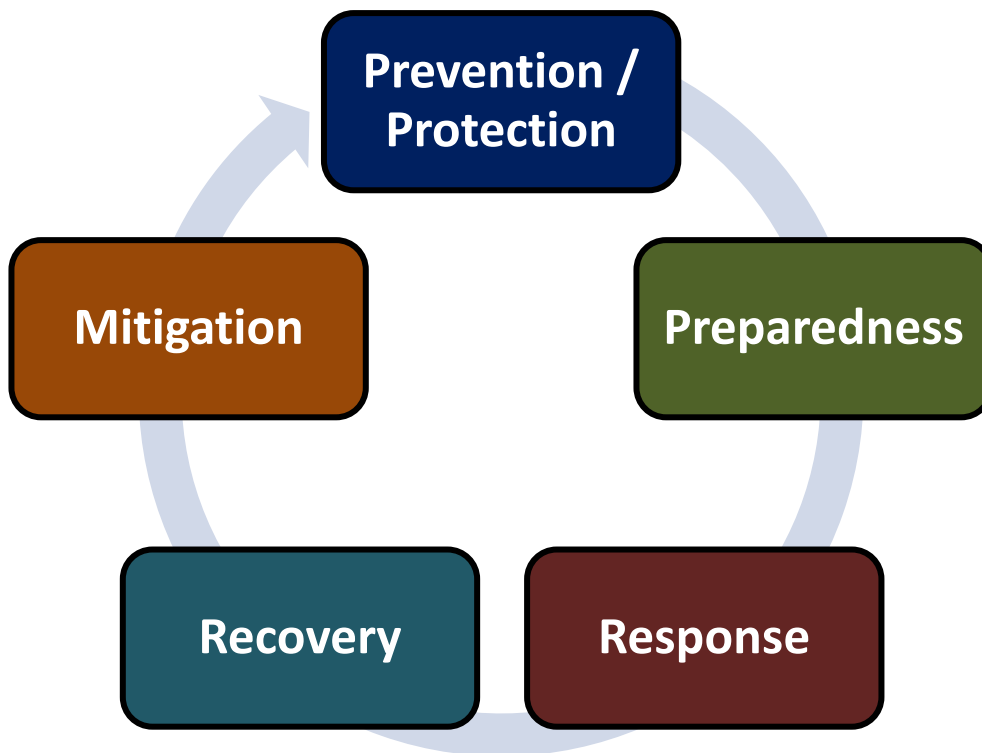 Prevention /
Protection
Preparedness
Response
Recovery
Mitigation